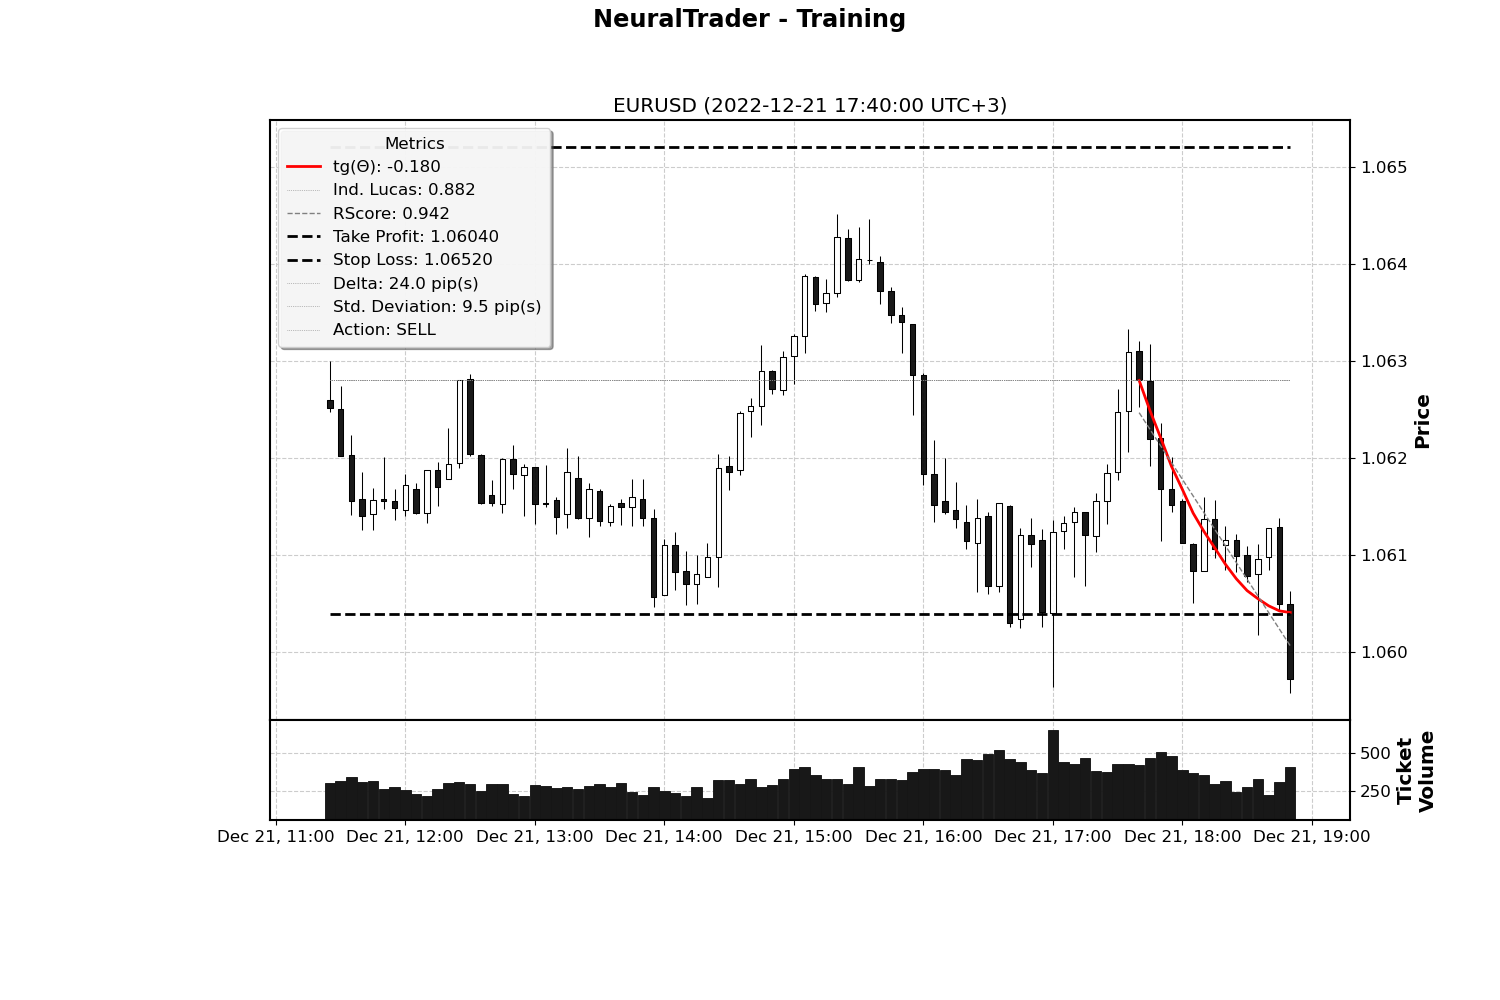 NeuralTrader - Training
EURUSD (2022-12-21 17:40:00 UTC+3)
Metrics
tg(Θ): -0.180
Ind. Lucas: 0.882
RScore: 0.942
Take Profit: 1.06040
Stop Loss: 1.06520
Delta: 24.0 pip(s)
Std. Deviation: 9.5 pip(s)
Action: SELL
1.065
1.064
1.063
1.062
1.061
1.060
Price
500
250
Ticket
Volume
Dec 21, 11:00
Dec 21, 12:00
Dec 21, 13:00
Dec 21, 14:00
Dec 21, 15:00
Dec 21, 16:00
Dec 21, 17:00
Dec 21, 18:00
Dec 21, 19:00